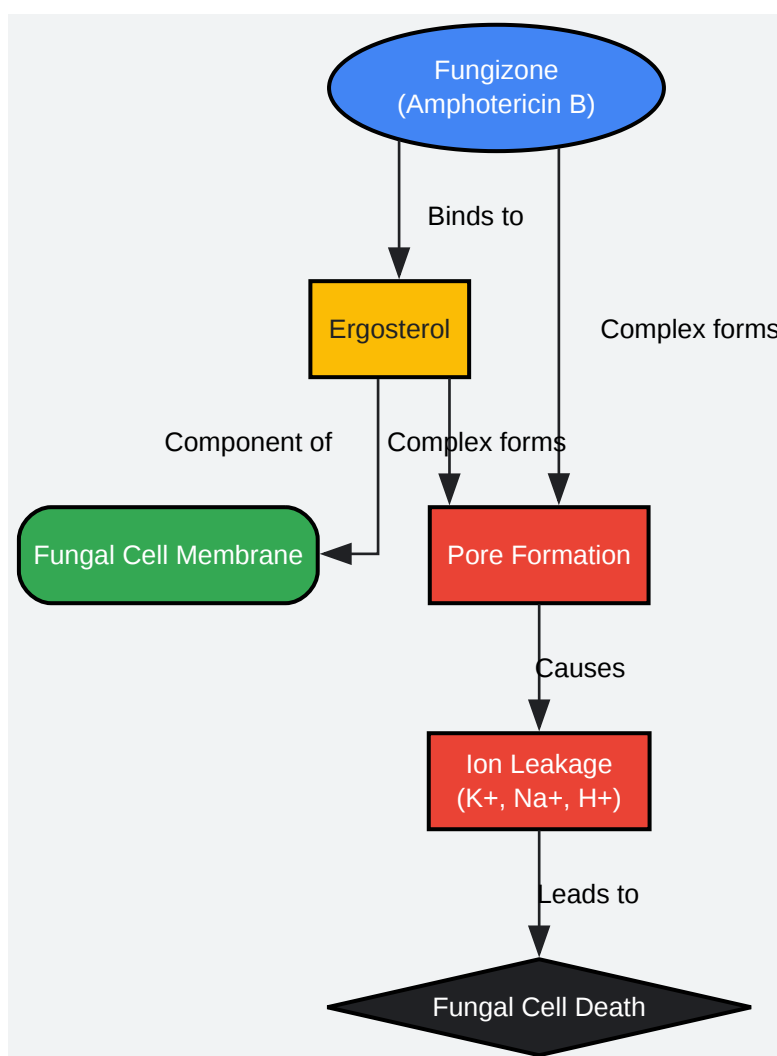 Fungizone
(Amphotericin B)
Binds to
Ergosterol
Complex forms
Component of
Complex forms
Fungal Cell Membrane
Pore Formation
Causes
Ion Leakage
(K+, Na+, H+)
Leads to
Fungal Cell Death